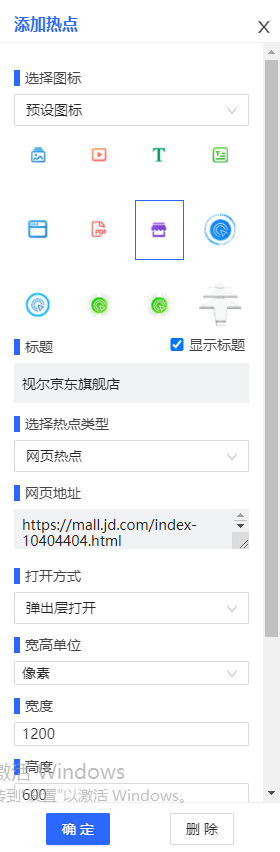 添加热点
X
选择图标
预设图标
T
PDF
标题
显示标题
视尔京东旗舰店
选择热点类型
网页热点
网页地址
https://mall.jd.com/index-
10404404.html
打开方式
弹出层打开
宽高单位
像素
宽度
1200
激活 Windows
高度
转到"设置"以激活 Windows。
600
确 定
删 除